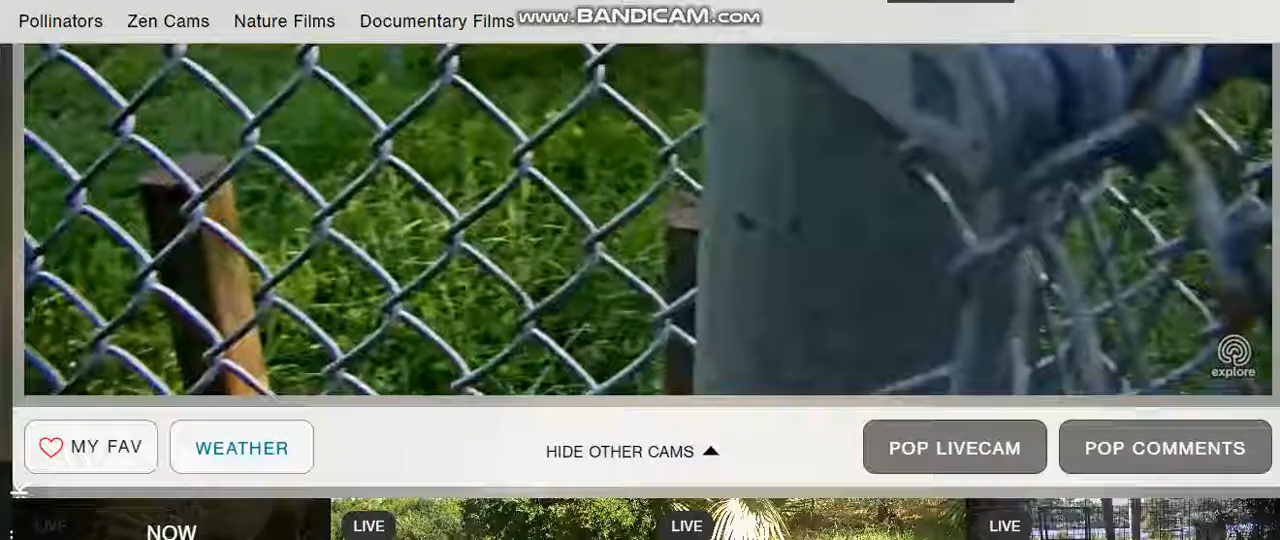 Pollinators Zen Cams Nature Films Documentary Films www.BANDICAM.com
explore
MY FAV WEATHER HIDE OTHER CAMS POP LIVECAM POP COMMENTS
LIVE NOW LIVE LIVE LIVE